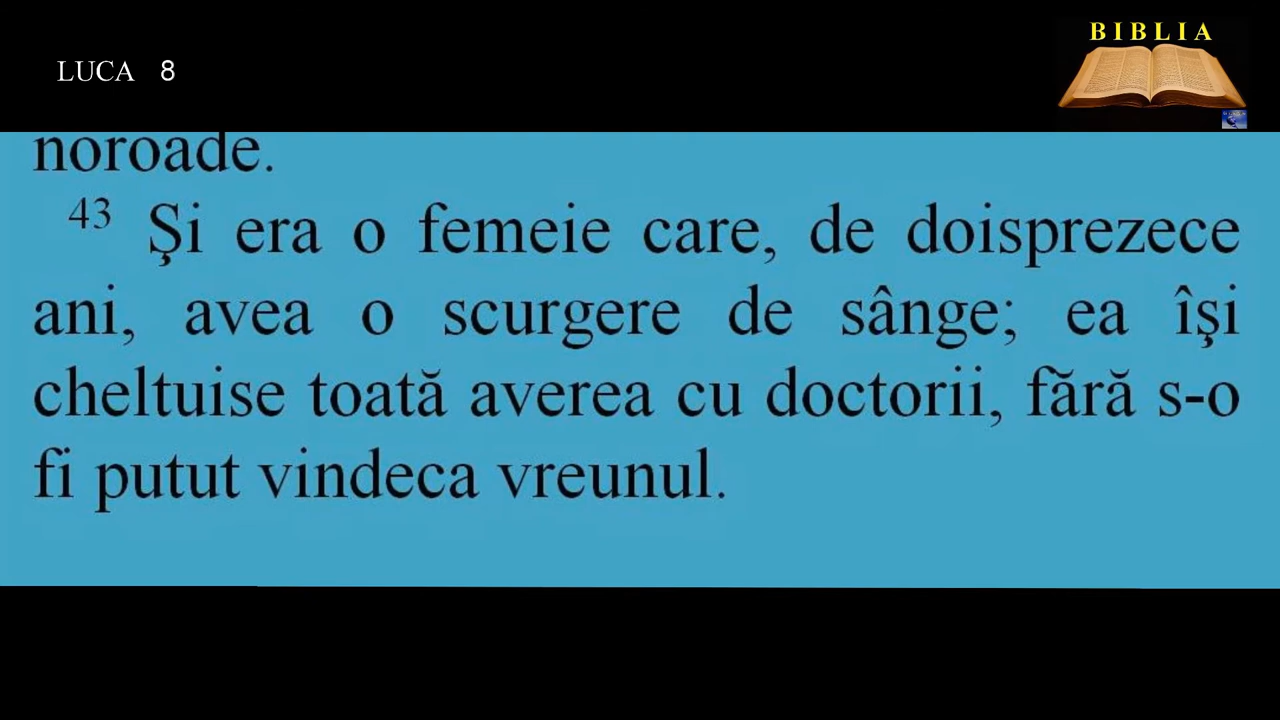 BIBLIA
LUCA 8
noroade.
43 Şi era o femeie care, de doisprezece
ani, avea o scurgere de sânge; ea îşi
cheltuise toată averea cu doctorii, fără s-o
fi putut vindeca vreunul.